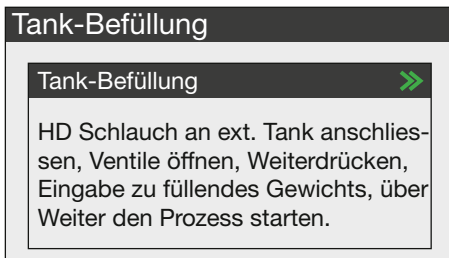 Tank-Befüllung
Tank-Befüllung
HD Schlauch an ext. Tank anschlies-
sen, Ventile öffnen, Weiterdrücken,
Eingabe zu füllendes Gewichts, über
Weiter den Prozess starten.